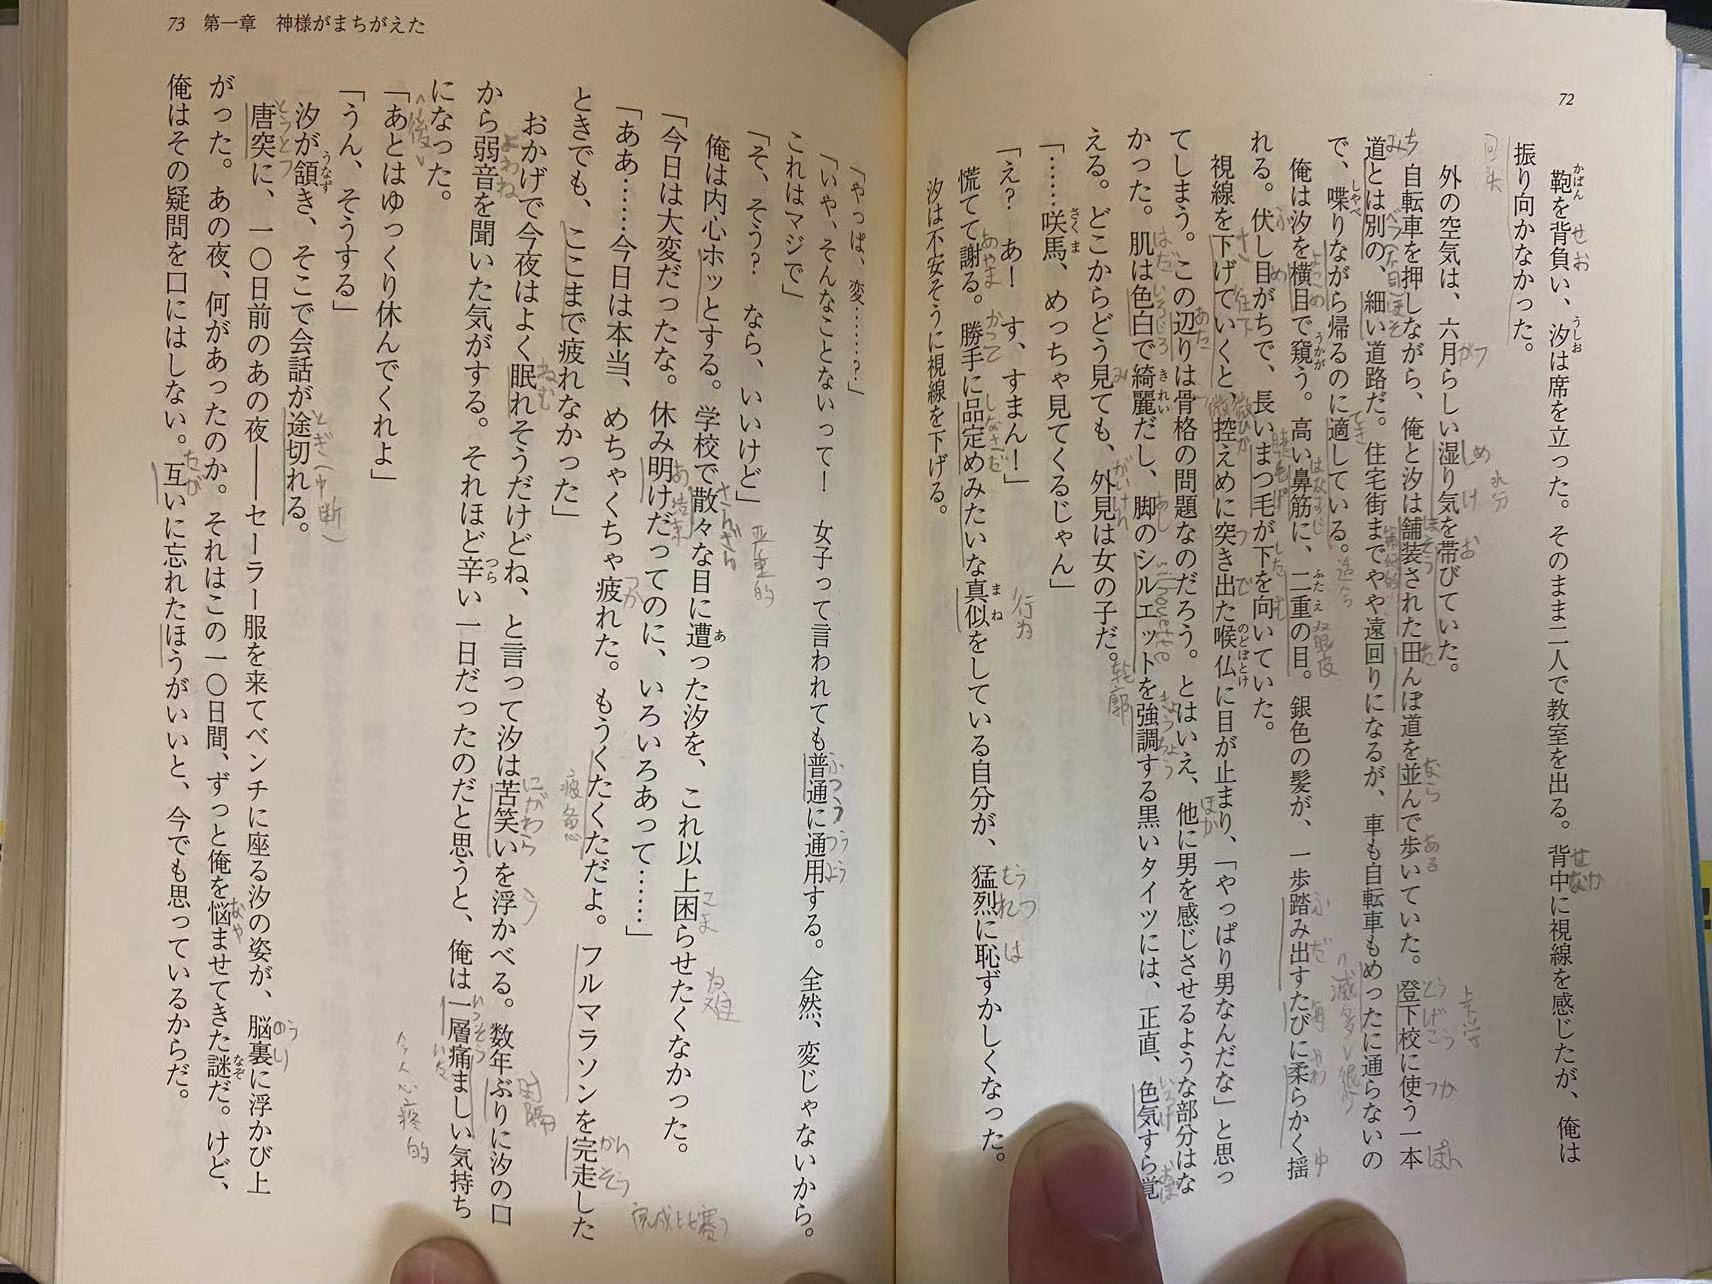 72
鞄を背負い、汐は席を立った。そのまま二人で教室を出る。背中に視線を感じたが、俺は
振り向かなかった。
外の空気は、六月らしい湿り気を帯びていた。
自転車を押しながら、俺と汐は舗装された田んぼ道を並んで歩いていた。登下校に使う一本
道とは別の、細い道路だ。住宅街までやや遠回りになるが、車も自転車もめったに通らないの
で、喋りながら帰るのに適している。
俺は汐を横目で窺う。高い鼻筋に、二重の目。銀色の髪が、一歩踏み出すたびに柔らかく揺
れる。伏し目がちで、長いまつ毛が下を向いていた。
視線を下げていくと、控えめに突き出た喉仏に目が止まり、「やっぱり男なんだな」と思っ
てしまう。この辺りは骨格の問題なのだろう。とはいえ、他に男を感じさせるような部分はな
かった。肌は色白で綺麗だし、脚のシルエットを強調する黒いタイツには、正直、色気すら覚
える。どこからどう見ても、外見は女の子だ。
「……咲馬、めっちゃ見てくるじゃん」
「え? あ! す、すまん!」
慌てて謝る。勝手に品定めみたいな真似をしている自分が、猛烈に恥ずかしくなった。
汐は不安そうに視線を下げる。
73 第一章 神様がまちがえた
「やっぱ、変……?」
「いや、そんなことないって! 女子って言われても普通に通用する。全然、変じゃないから。
これはマジで」
「そ、そう? なら、いいけど」
俺は内心ホッとする。学校で散々な目に遭った汐を、これ以上困らせたくなかった。
「今日は大変だったな。休み明けだってのに、いろいろあって……」
「ああ……今日は本当、めちゃくちゃ疲れた。もうくたくただよ。フルマラソンを完走した
ときでも、ここまで疲れなかった」
おかげで今夜はよく眠れそうだけどね、と言って汐は苦笑いを浮かべる。数年ぶりに汐の口
から弱音を聞いた気がする。それほど辛い一日だったのだと思うと、俺は一層痛ましい気持ち
になった。
「あとはゆっくり休んでくれよ」
「うん、そうする」
汐が頷き、そこで会話が途切れる。
唐突に、一〇日前のあの夜——セーラー服を来てベンチに座る汐の姿が、脳裏に浮かび上
がった。あの夜、何があったのか。それはこの一〇日間、ずっと俺を悩ませてきた謎だ。けど、
俺はその疑問を口にはしない。互いに忘れたほうがいいと、今でも思っているからだ。